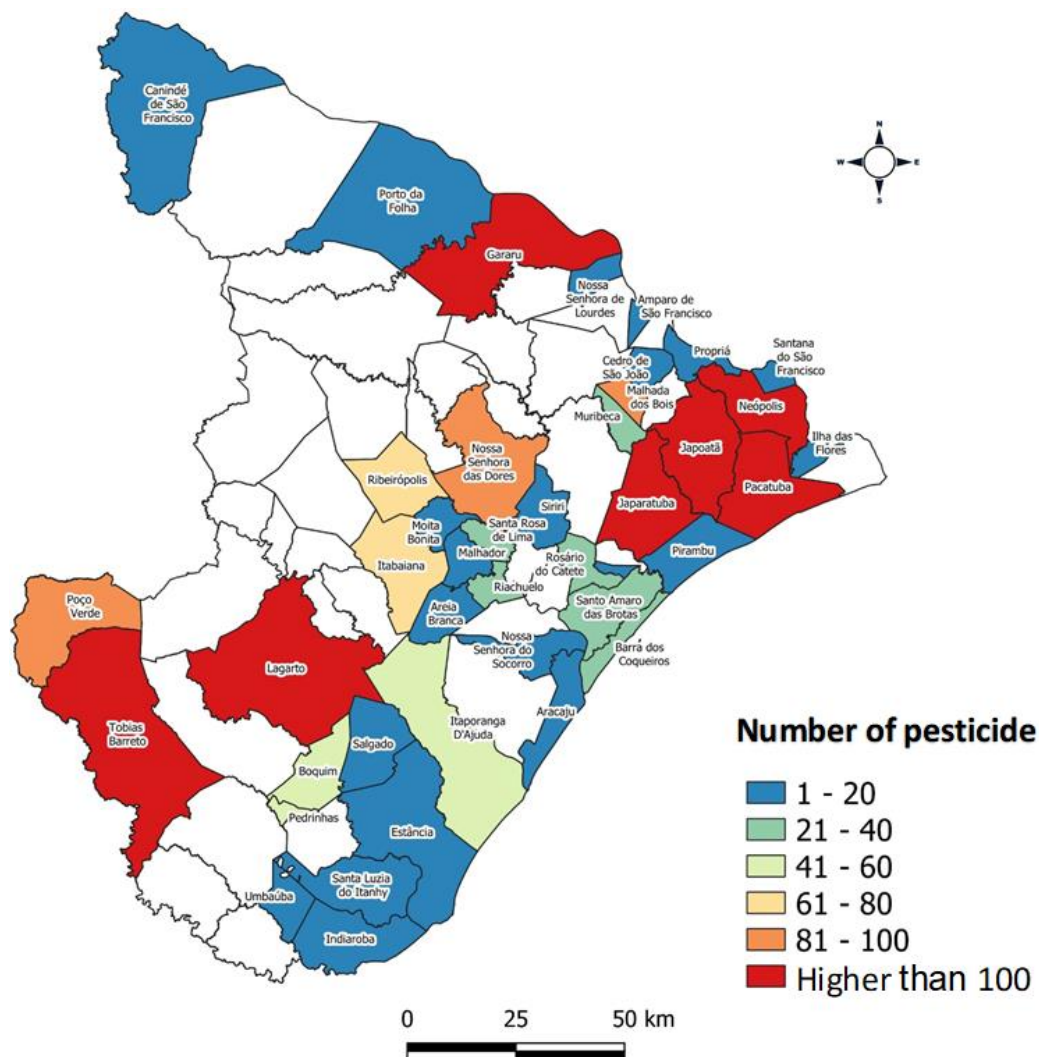 Canindé
de São
Francisco
N
W
E
S
Porto da
Folha
Gararu
Nossa
Senhora de
Lourdes
Amparo de
São Francisco
Propriá
Santana
do São
Francisco
Cedro de
São João
Malhada
dos Bois
Neópolis
Muribeca
Japoatã
Ilha das
Flores
Nossa
Senhora
das Dores
Ribeirópolis
Pacatuba
Japaratuba
Siriri
Moita
Bonita
Santa Rosa
de Lima
Malhador
Rosário
do Catete
Pirambu
Itabaiana
Riachuelo
Santo Amaro
das Brotas
Poço
Verde
Areia
Branca
Nossa
Senhora do
Socorro
Barra dos
Coqueiros
Lagarto
Aracaju
Itaporanga
D'Ajuda
Tobias
Barreto
Salgado
Boquim
Pedrinhas
Estância
Santa Luzia
do Itanhy
Umbaúba
Indiaroba
Number of pesticide
1 - 20
21 - 40
41 - 60
61 - 80
81 - 100
Higher than 100
0 25 50 km